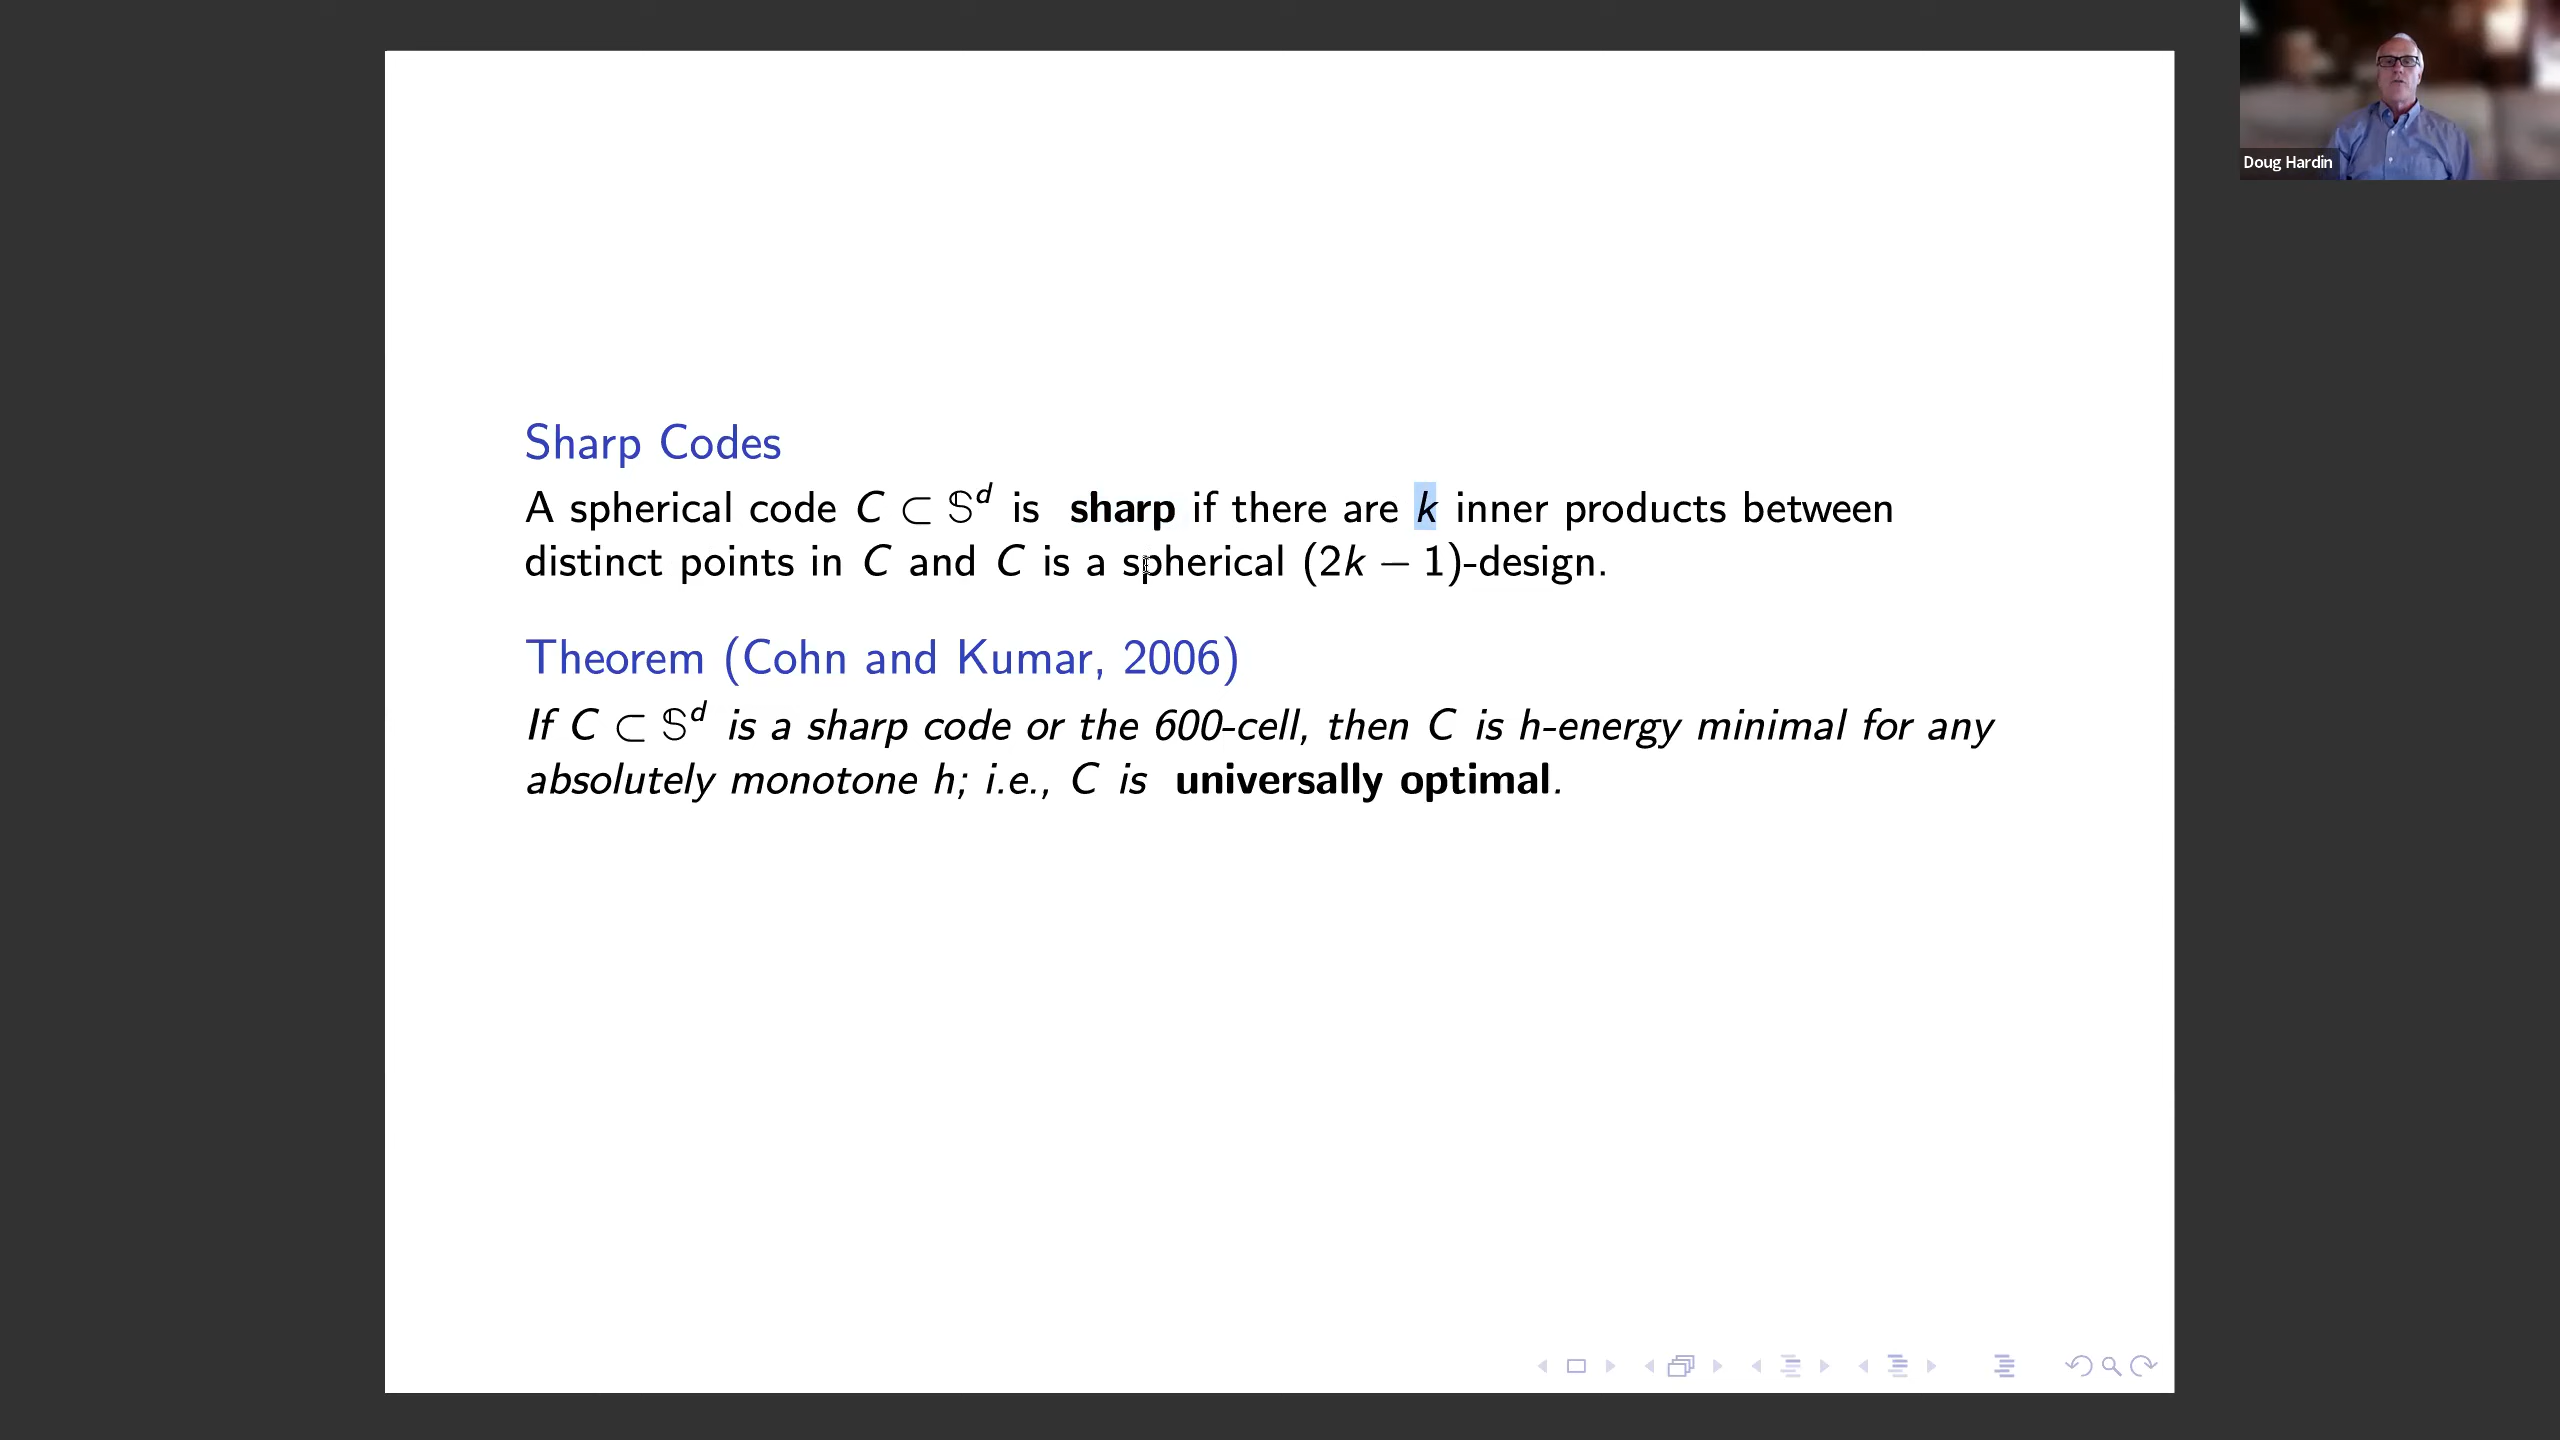 Doug Hardin
Sharp Codes
A spherical code C ⊂ 𝕊^d is sharp if there are k inner products between
distinct points in C and C is a spherical (2k − 1)-design.
Theorem (Cohn and Kumar, 2006)
If C ⊂ 𝕊^d is a sharp code or the 600-cell, then C is h-energy minimal for any
absolutely monotone h; i.e., C is universally optimal.